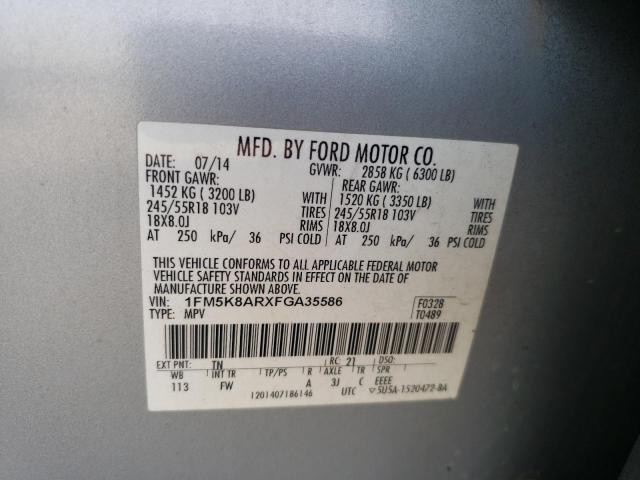 MFD. BY FORD MOTOR CO.
DATE: 07/14 GVWR: 2858 KG ( 6300 LB)
FRONT GAWR: REAR GAWR:
1452 KG ( 3200 LB) WITH 1520 KG ( 3350 LB) WITH
245/55R18 103V TIRES 245/55R18 103V TIRES
18X8.0J RIMS 18X8.0J RIMS
AT 250 kPa/ 36 PSI COLD AT 250 kPa/ 36 PSI COLD
THIS VEHICLE CONFORMS TO ALL APPLICABLE FEDERAL MOTOR
VEHICLE SAFETY STANDARDS IN EFFECT ON THE DATE OF
MANUFACTURE SHOWN ABOVE.
VIN: 1FM5K8ARXFGA35586 F0328
TYPE: MPV T0489
EXT PNT: TN RC: 21 DSO:
WB INT TR TP/PS R AXLE TR SPR
113 FW A 3J C EEEE
1201407186146 UTC ▽5U5A-1520472-BA